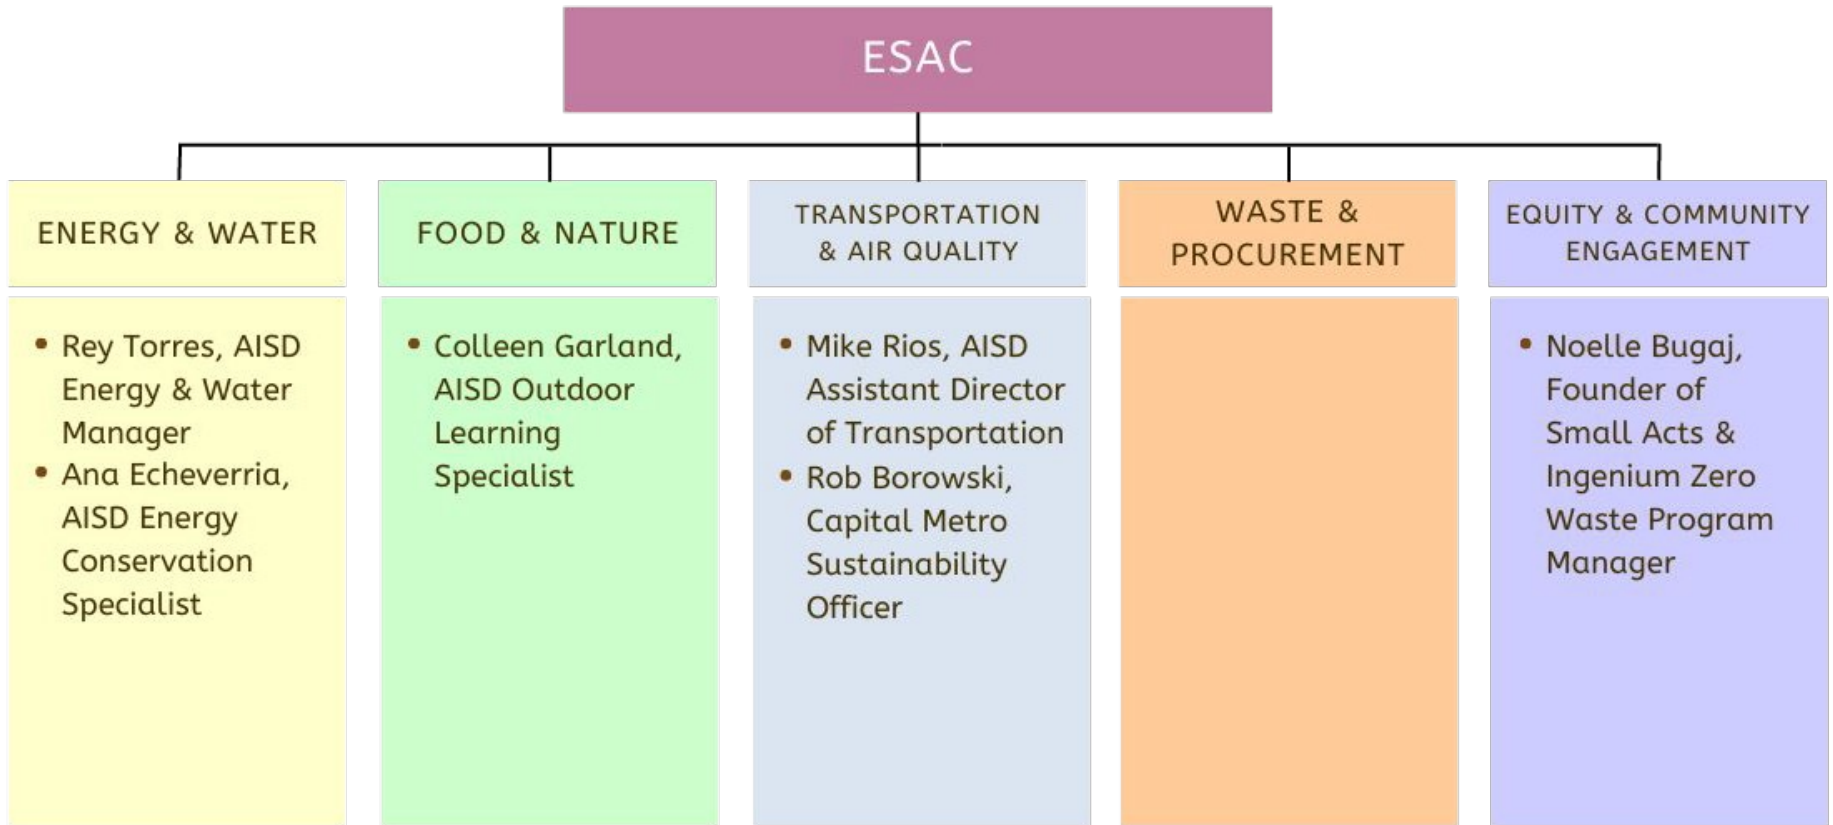 ESAC
ENERGY & WATER
• Rey Torres, AISD
Energy & Water
Manager
• Ana Echeverria,
AISD Energy
Conservation
Specialist
FOOD & NATURE
• Colleen Garland,
AISD Outdoor
Learning
Specialist
TRANSPORTATION
& AIR QUALITY
• Mike Rios, AISD
Assistant Director
of Transportation
• Rob Borowski,
Capital Metro
Sustainability
Officer
WASTE &
PROCUREMENT
EQUITY & COMMUNITY
ENGAGEMENT
• Noelle Bugaj,
Founder of
Small Acts &
Ingenium Zero
Waste Program
Manager